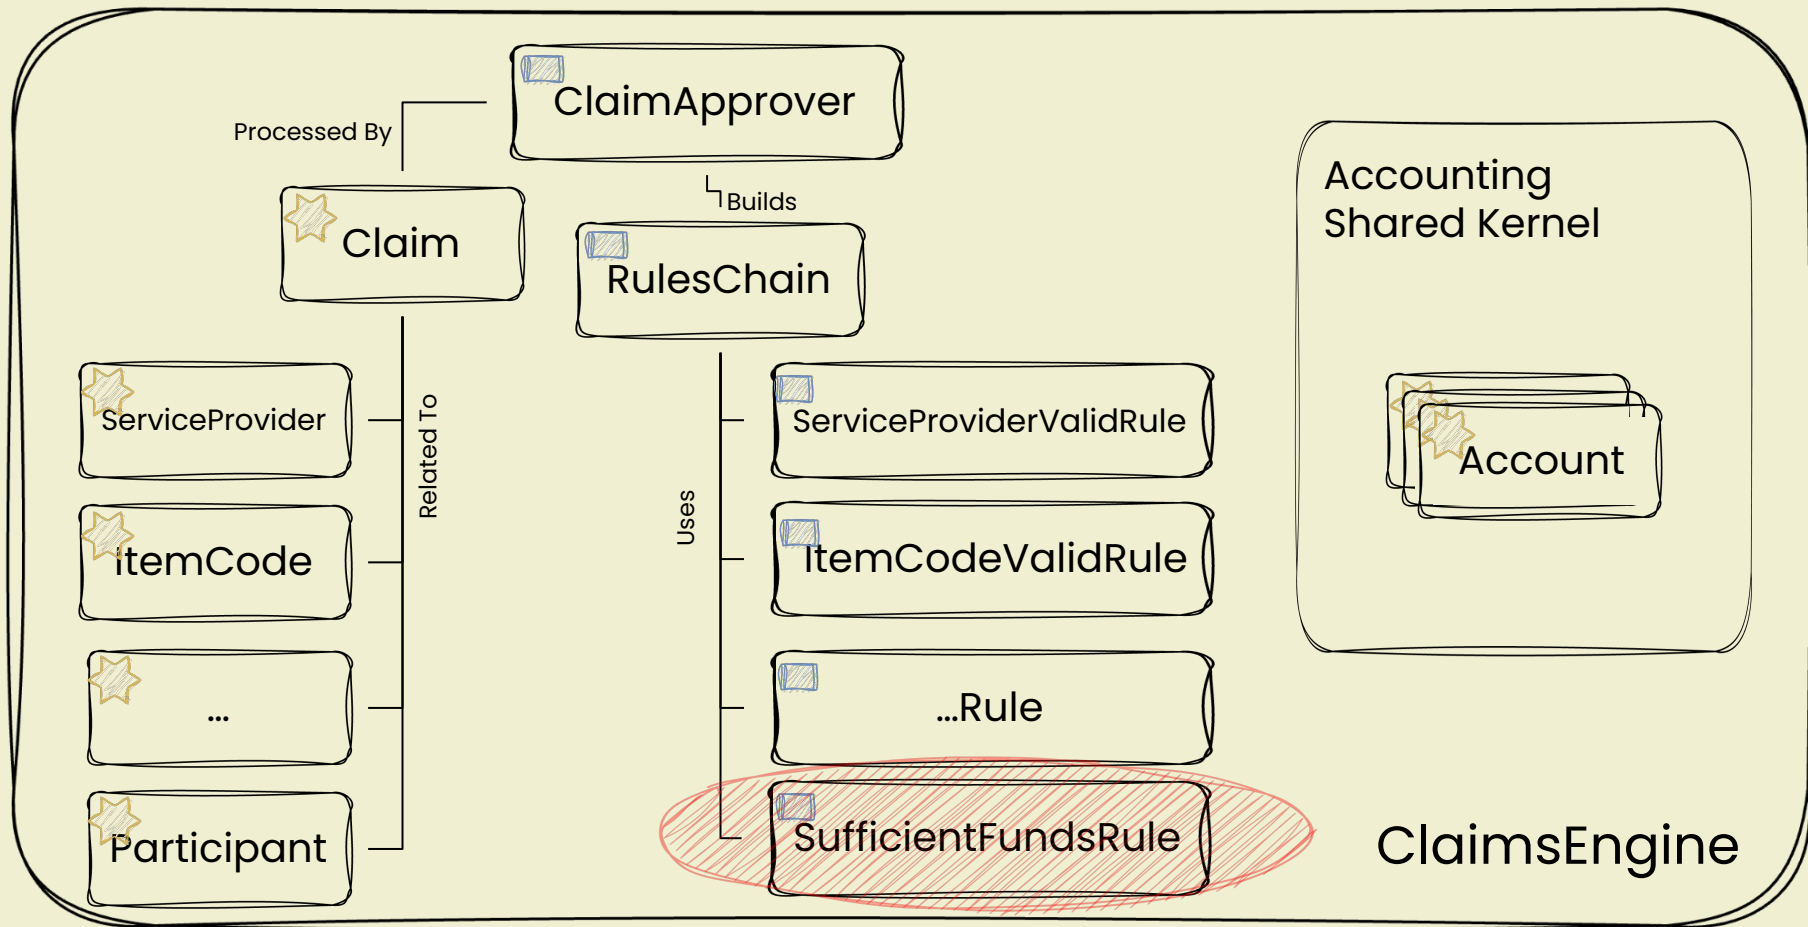 ClaimApprover
Processed By
Claim
Builds
RulesChain
Accounting
Shared Kernel
Account
ServiceProvider
ItemCode
...
Participant
Related To
Uses
ServiceProviderValidRule
ItemCodeValidRule
...Rule
SufficientFundsRule
ClaimsEngine